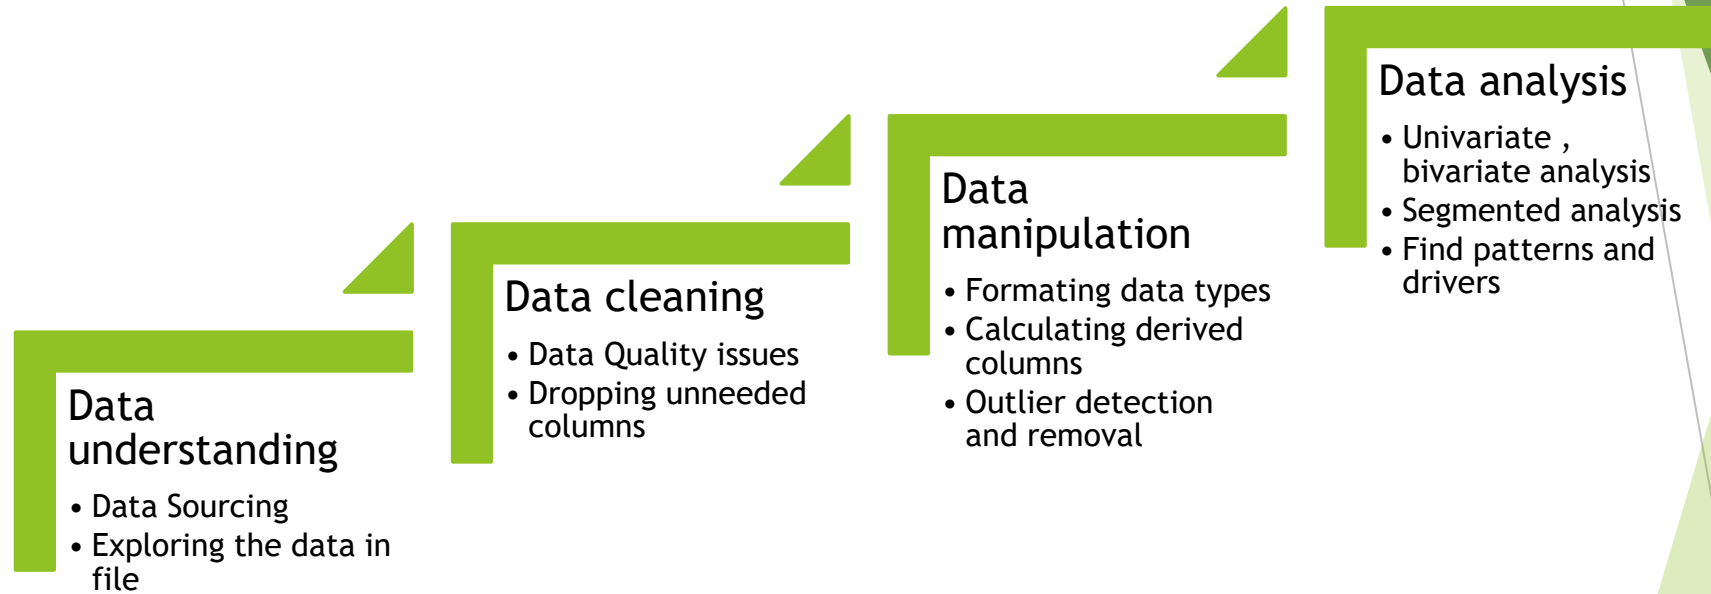 Data
understanding
• Data Sourcing
• Exploring the data in
file
Data cleaning
• Data Quality issues
• Dropping unneeded
columns
Data
manipulation
• Formating data types
• Calculating derived
columns
• Outlier detection
and removal
Data analysis
• Univariate ,
bivariate analysis
• Segmented analysis
• Find patterns and
drivers